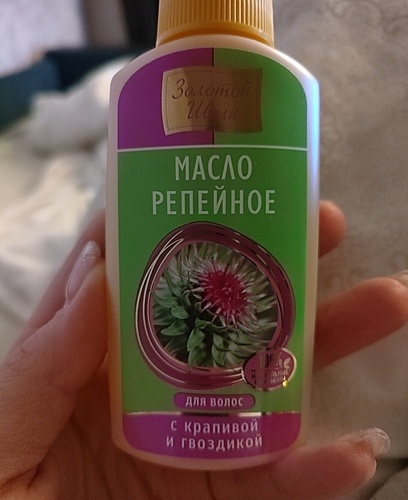 Золотой
Шелк
МАСЛО
РЕПЕЙНОЕ
ДЛЯ ВОЛОС
С КРАПИВОЙ
И ГВОЗДИКОЙ